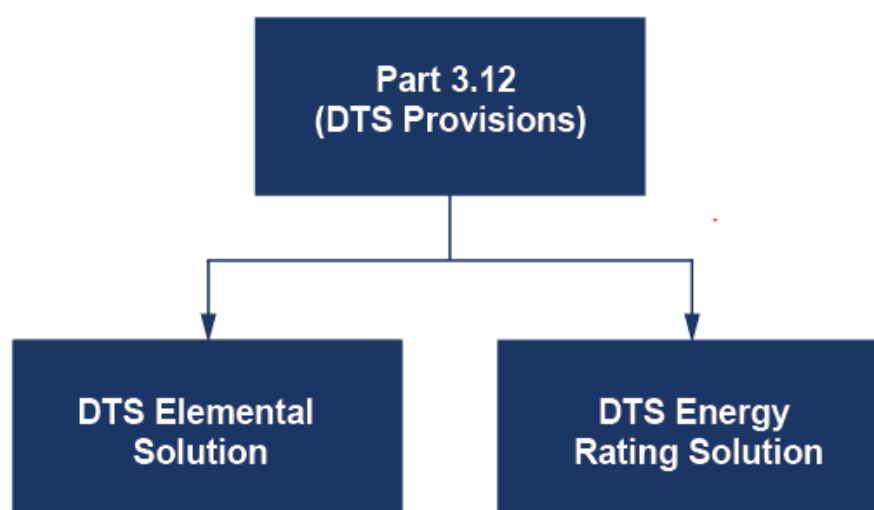 Part 3.12
(DTS Provisions)
DTS Elemental
Solution
DTS Energy
Rating Solution